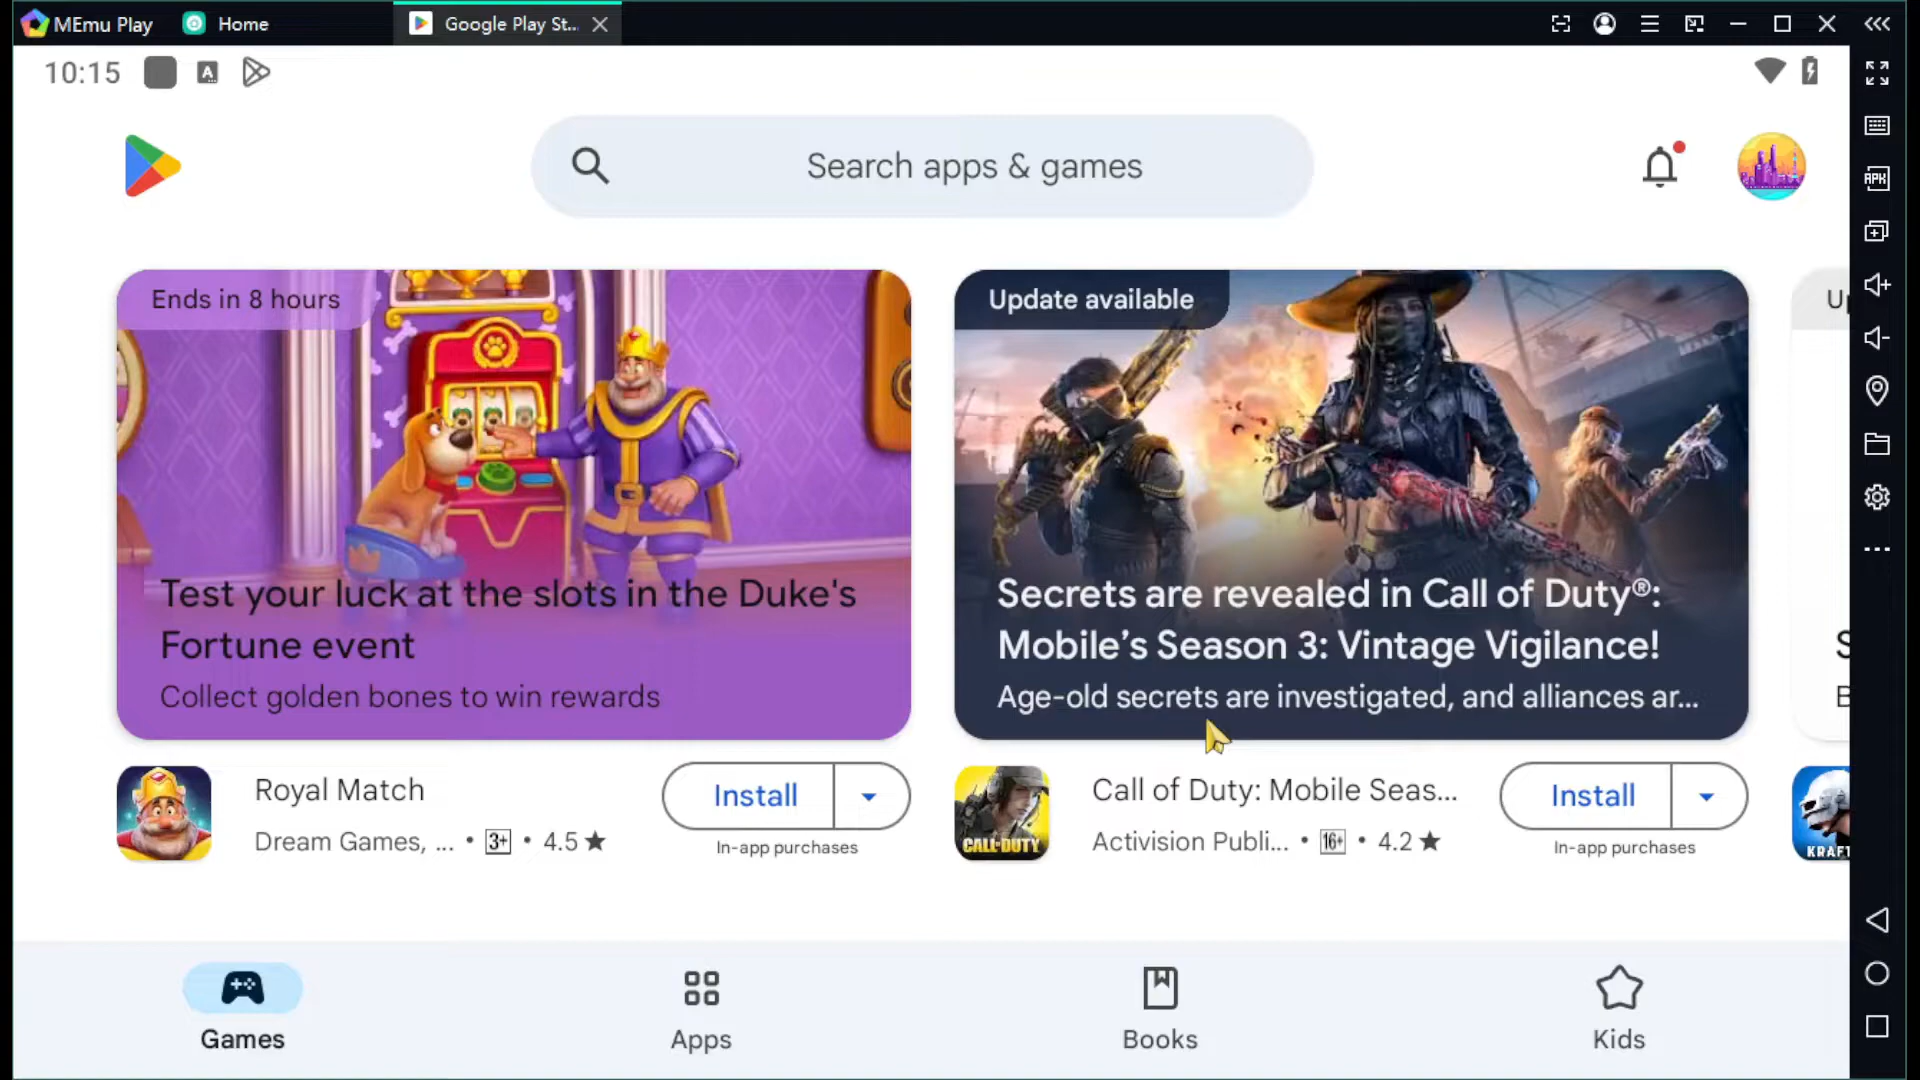 MEmu Play
Home
Google Play St...
10:15
A
APK
Search apps & games
Ends in 8 hours
Test your luck at the slots in the Duke's
Fortune event
Collect golden bones to win rewards
Update available
Secrets are revealed in Call of Duty®:
Mobile’s Season 3: Vintage Vigilance!
Age-old secrets are investigated, and alliances ar...
Royal Match
Dream Games, ... • 3+ • 4.5 ★
Install
In-app purchases
CALL·DUTY
Call of Duty: Mobile Seas...
Activision Publi... • 16+ • 4.2 ★
Install
In-app purchases
Games
Apps
Books
Kids